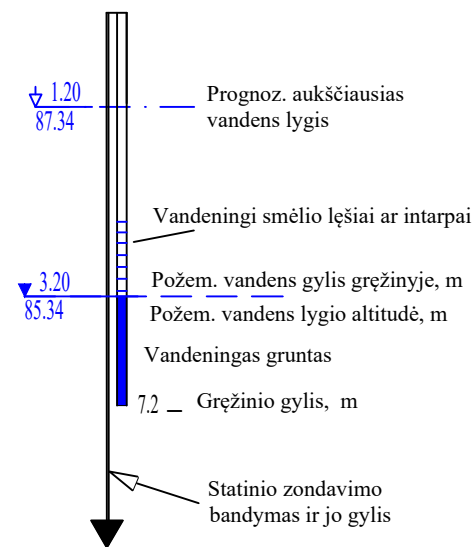 1.20
87.34
Prognoz. aukščiausias
vandens lygis
Vandeningi smėlio lęšiai ar intarpai
3.20
85.34
Požem. vandens gylis gręžinyje, m
Požem. vandens lygio altitudė, m
Vandeningas gruntas
7.2
Gręžinio gylis, m
Statinio zondavimo
bandymas ir jo gylis